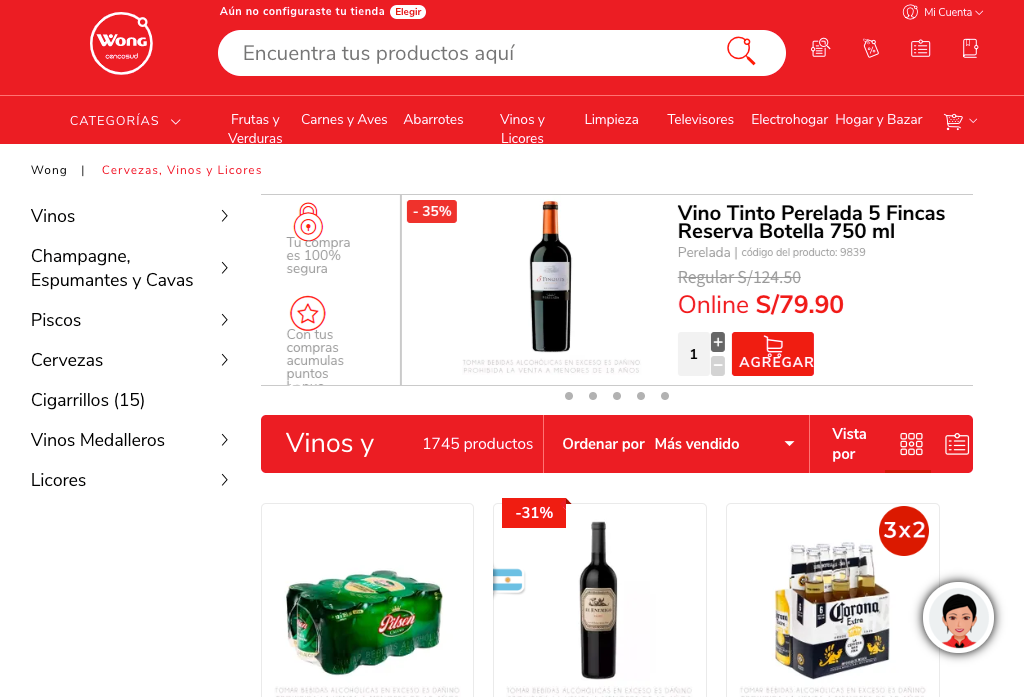 Aún no configuraste tu tienda Elegir
Mi Cuenta
Wong
cencosud
Encuentra tus productos aquí
CATEGORÍAS
Frutas y Verduras
Carnes y Aves
Abarrotes
Vinos y Licores
Limpieza
Televisores
Electrohogar
Hogar y Bazar
Wong | Cervezas, Vinos y Licores
Vinos
Champagne,
Espumantes y Cavas
Piscos
Cervezas
Cigarrillos (15)
Vinos Medalleros
Licores
Tu compra
es 100%
segura
Con tus
compras
acumulas
puntos
- 35%
TOMAR BEBIDAS ALCOHÓLICAS EN EXCESO ES DAÑINO
PROHIBIDA LA VENTA A MENORES DE 18 AÑOS
Vino Tinto Perelada 5 Fincas
Reserva Botella 750 ml
Perelada | código del producto: 9839
Regular S/124.50
Online S/79.90
1
+
−
AGREGAR
Vinos y
1745 productos
Ordenar por Más vendido
Vista
por
Pilsen
TOMAR BEBIDAS ALCOHÓLICAS EN EXCESO ES DAÑINO
-31%
TOMAR BEBIDAS ALCOHÓLICAS EN EXCESO ES DAÑINO
3x2
Corona
Extra
TOMAR BEBIDAS ALCOHÓLICAS EN EXCESO ES DAÑINO